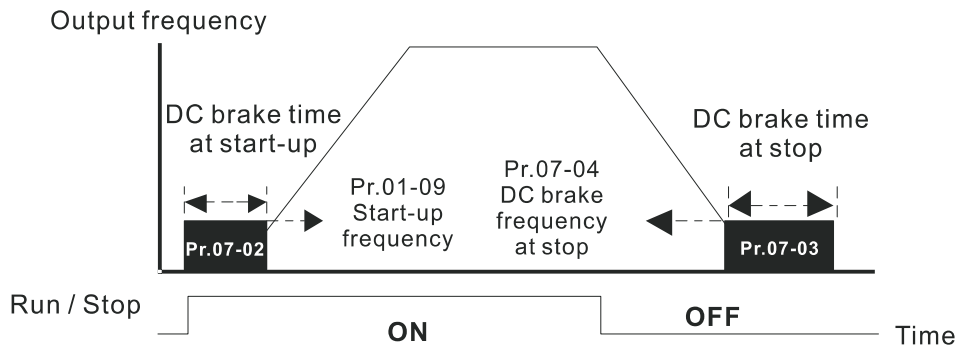 Output frequency
DC brake time
at start-up
DC brake time
at stop
Pr.01-09
Start-up
frequency
Pr.07-04
DC brake
frequency
at stop
Pr.07-02
Pr.07-03
Run / Stop
ON
OFF
Time